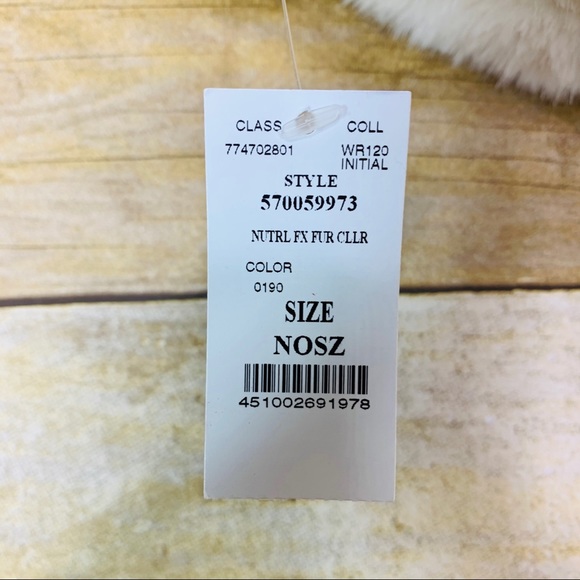 CLASS COLL
774702801 WR120
INITIAL
STYLE
570059973
NUTRL FX FUR CLLR
COLOR
0190
SIZE
NOSZ
451002691978